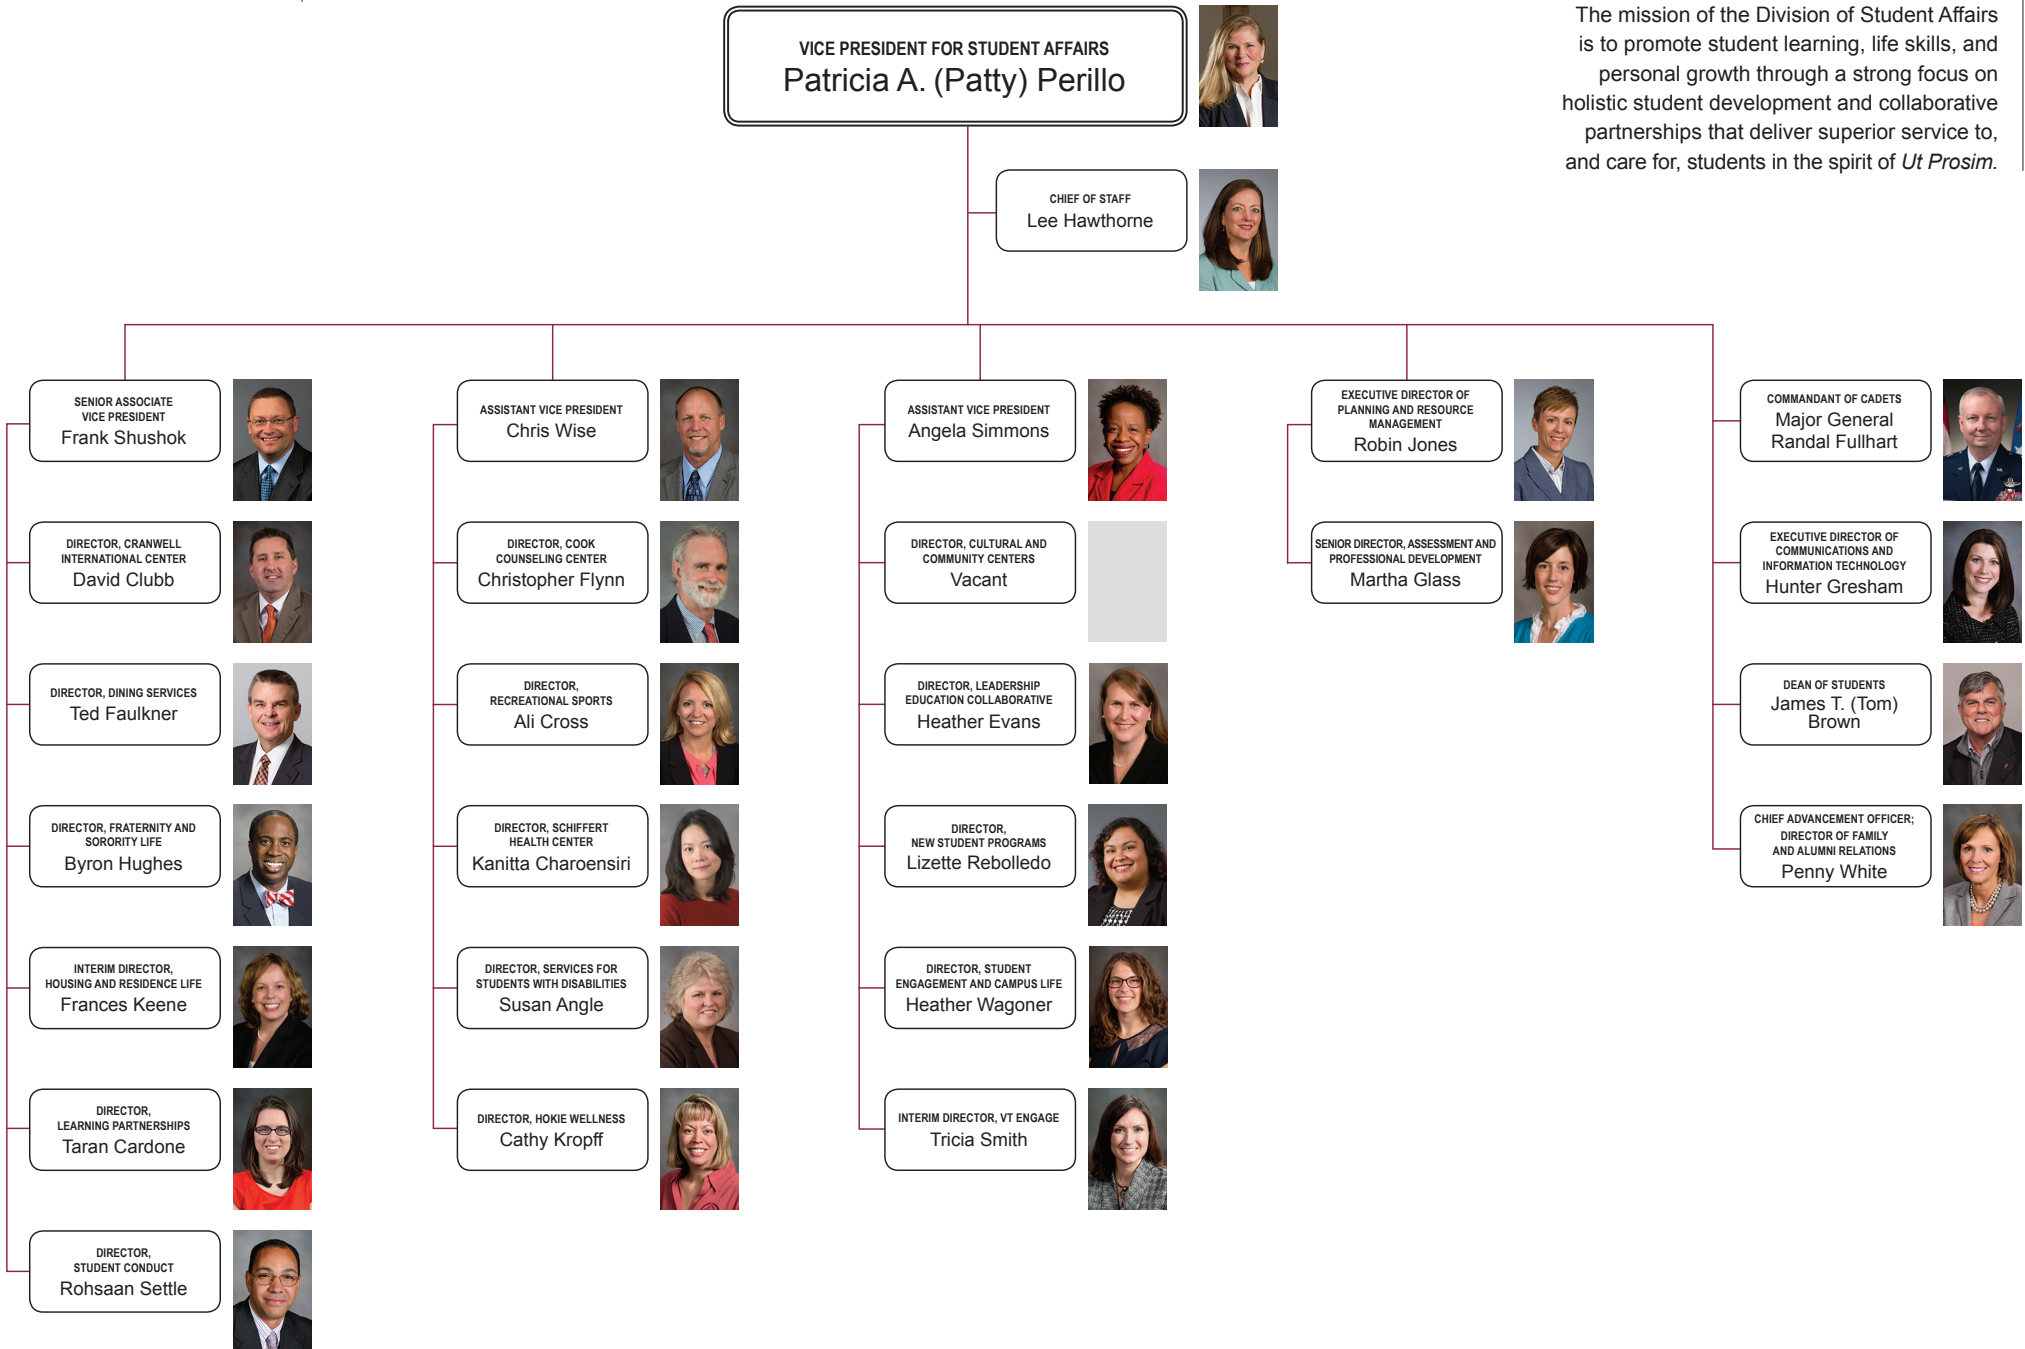 VICE PRESIDENT FOR STUDENT AFFAIRS
Patricia A. (Patty) Perillo
The mission of the Division of Student Affairs
is to promote student learning, life skills, and
personal growth through a strong focus on
holistic student development and collaborative
partnerships that deliver superior service to,
and care for, students in the spirit of Ut Prosim.
CHIEF OF STAFF
Lee Hawthorne
SENIOR ASSOCIATE
VICE PRESIDENT
Frank Shushok
DIRECTOR, CRANWELL
INTERNATIONAL CENTER
David Clubb
DIRECTOR, DINING SERVICES
Ted Faulkner
DIRECTOR, FRATERNITY AND
SORORITY LIFE
Byron Hughes
INTERIM DIRECTOR,
HOUSING AND RESIDENCE LIFE
Frances Keene
DIRECTOR,
LEARNING PARTNERSHIPS
Taran Cardone
DIRECTOR,
STUDENT CONDUCT
Rohsaan Settle
ASSISTANT VICE PRESIDENT
Chris Wise
DIRECTOR, COOK
COUNSELING CENTER
Christopher Flynn
DIRECTOR,
RECREATIONAL SPORTS
Ali Cross
DIRECTOR, SCHIFFERT
HEALTH CENTER
Kanitta Charoensiri
DIRECTOR, SERVICES FOR
STUDENTS WITH DISABILITIES
Susan Angle
DIRECTOR, HOKIE WELLNESS
Cathy Kropff
ASSISTANT VICE PRESIDENT
Angela Simmons
DIRECTOR, CULTURAL AND
COMMUNITY CENTERS
Vacant
DIRECTOR, LEADERSHIP
EDUCATION COLLABORATIVE
Heather Evans
DIRECTOR,
NEW STUDENT PROGRAMS
Lizette Rebolledo
DIRECTOR, STUDENT
ENGAGEMENT AND CAMPUS LIFE
Heather Wagoner
INTERIM DIRECTOR, VT ENGAGE
Tricia Smith
EXECUTIVE DIRECTOR OF
PLANNING AND RESOURCE
MANAGEMENT
Robin Jones
SENIOR DIRECTOR, ASSESSMENT AND
PROFESSIONAL DEVELOPMENT
Martha Glass
COMMANDANT OF CADETS
Major General
Randal Fullhart
EXECUTIVE DIRECTOR OF
COMMUNICATIONS AND
INFORMATION TECHNOLOGY
Hunter Gresham
DEAN OF STUDENTS
James T. (Tom)
Brown
CHIEF ADVANCEMENT OFFICER;
DIRECTOR OF FAMILY
AND ALUMNI RELATIONS
Penny White